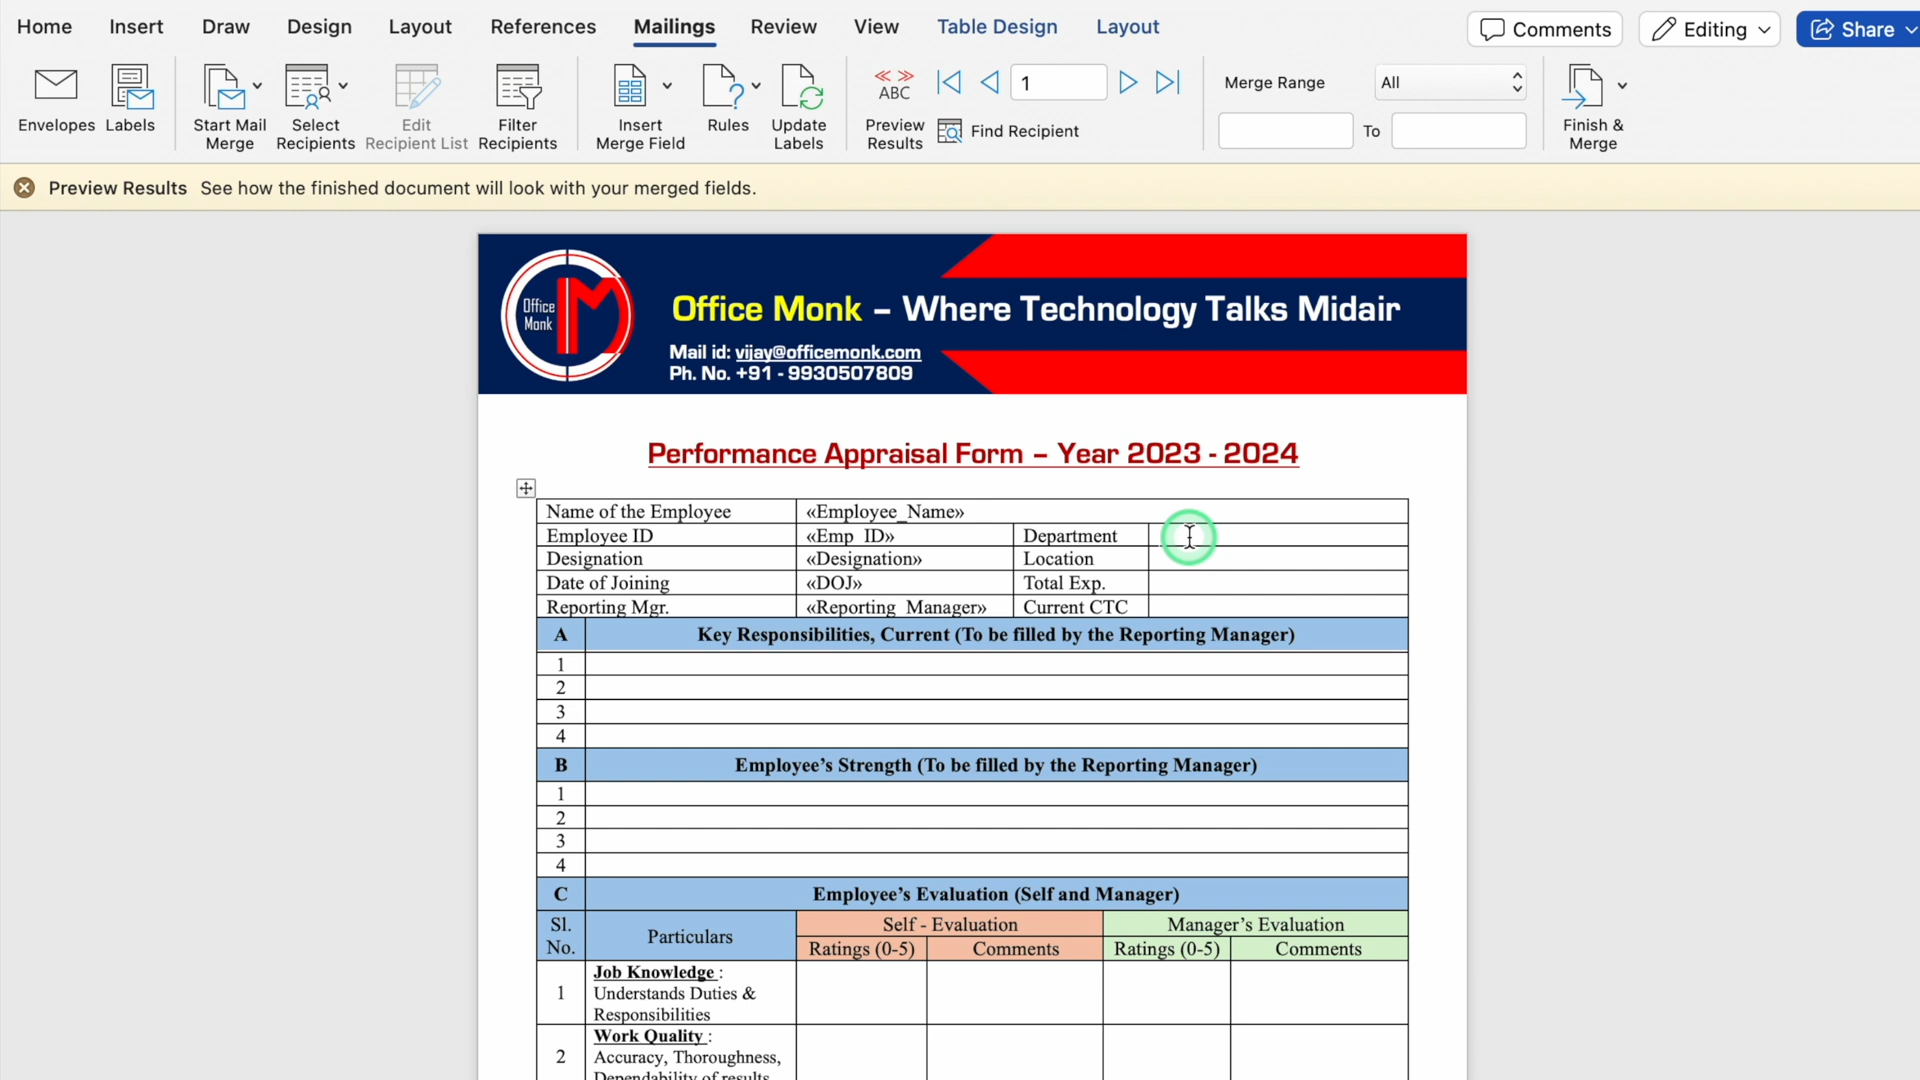 Home Insert Draw Design Layout References Mailings Review View Table Design Layout Comments Editing Share
Envelopes Labels Start Mail Merge Select Recipients Edit Recipient List Filter Recipients Insert Merge Field Rules Update Labels ABC Preview Results 1 Find Recipient Merge Range All To Finish & Merge
Preview Results See how the finished document will look with your merged fields.
Office Monk
Office Monk – Where Technology Talks Midair
Mail id: vijay@officemonk.com
Ph. No. +91 - 9930507809
Performance Appraisal Form – Year 2023 - 2024
Name of the Employee «Employee_Name»
Employee ID «Emp_ID» Department
Designation «Designation» Location
Date of Joining «DOJ» Total Exp.
Reporting Mgr. «Reporting_Manager» Current CTC
A Key Responsibilities, Current (To be filled by the Reporting Manager)
1
2
3
4
B Employee’s Strength (To be filled by the Reporting Manager)
1
2
3
4
C Employee’s Evaluation (Self and Manager)
Sl. No. Particulars Self - Evaluation Manager’s Evaluation
Ratings (0-5) Comments Ratings (0-5) Comments
1 Job Knowledge :
Understands Duties &
Responsibilities
2 Work Quality :
Accuracy, Thoroughness,
Dependability of results